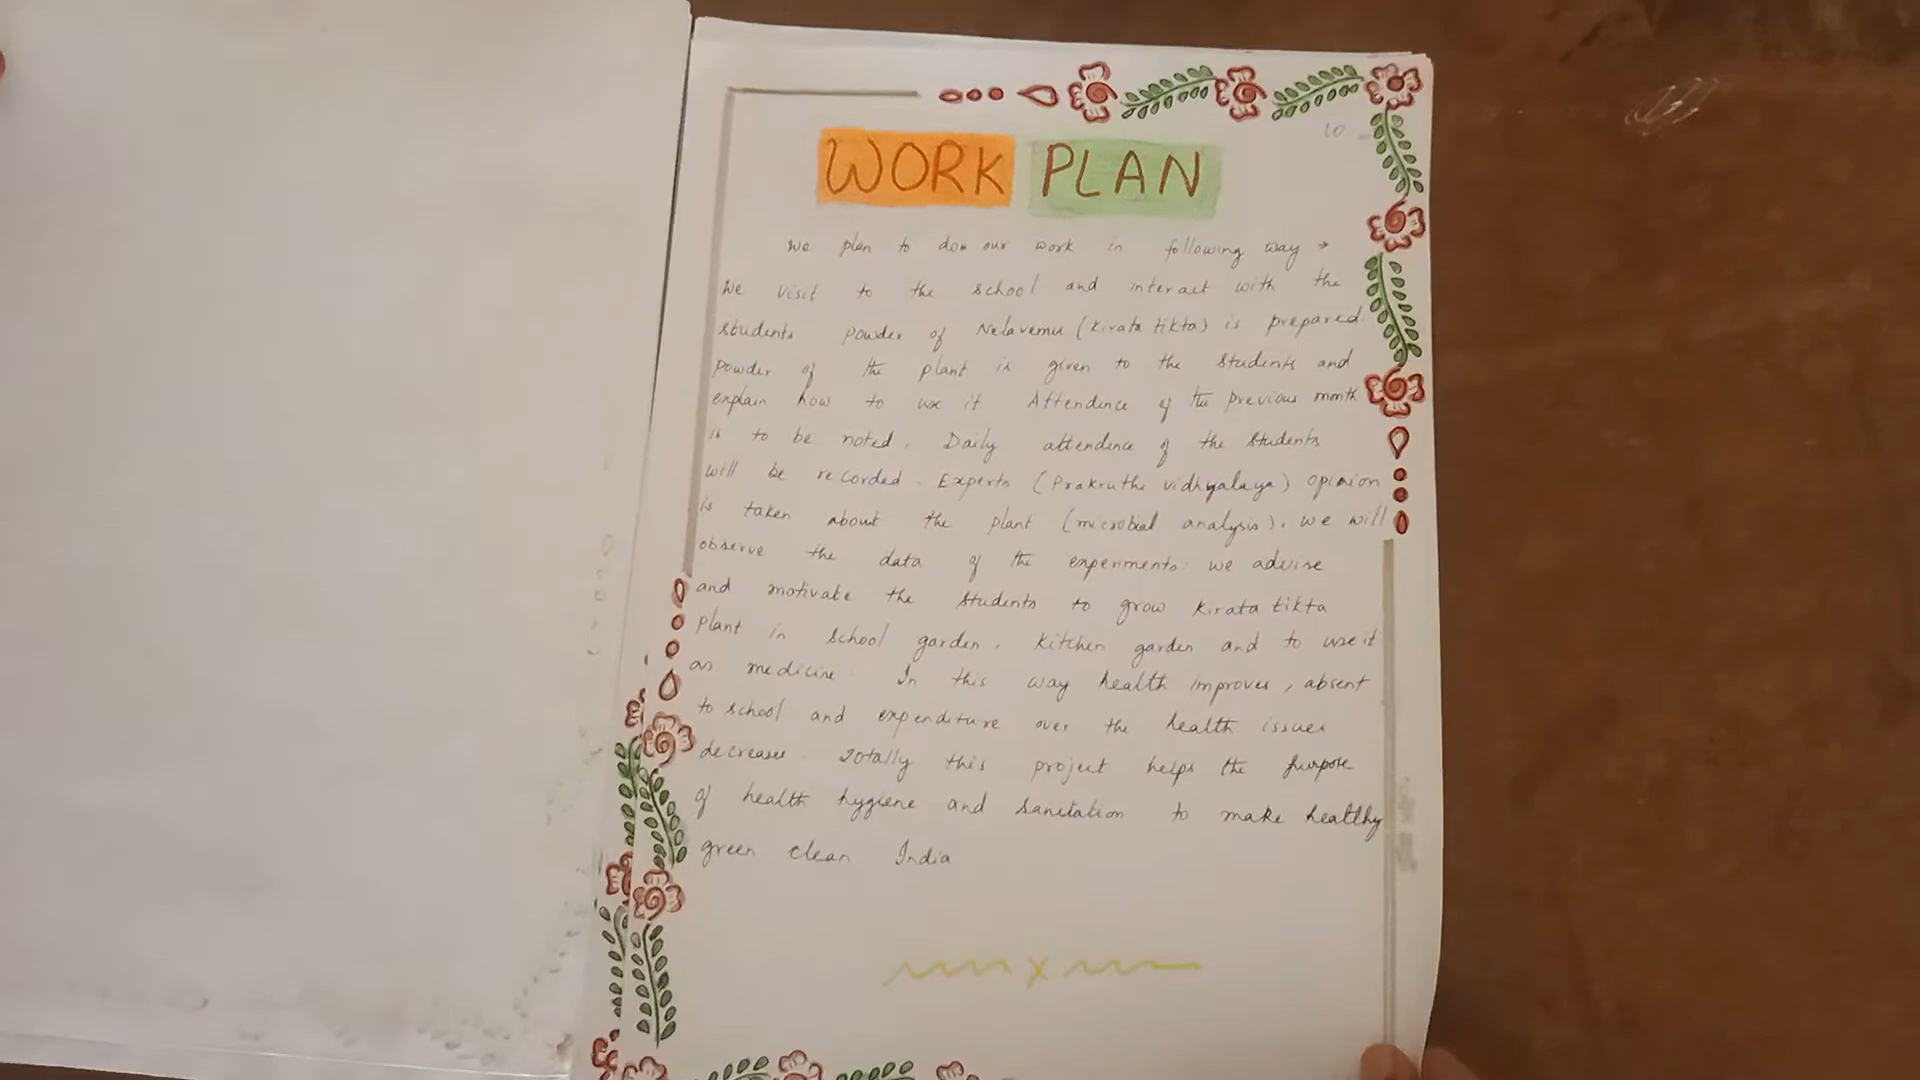 10
WORK PLAN
We plan to do our work in following way →
We visit to the school and interact with the
students powder of Nelavemu (Kirata tikta) is prepared.
powder of the plant is given to the students and
explain how to use it Attendence of the previous month
is to be noted. Daily attendence of the students
will be recorded. Experts (Prakruthi vidhyalaya) opinion
is taken about the plant (microbial analysis). we will
observe the data of the experiments. we advise
and motivate the students to grow Kirata tikta
plant in school garden, kitchen garden and to use it
as medicine. In this way health improves, absent
to school and expenditure over the health issues
decreases. Totally this project helps the purpose
of health hygiene and sanitation to make healthy
green clean India